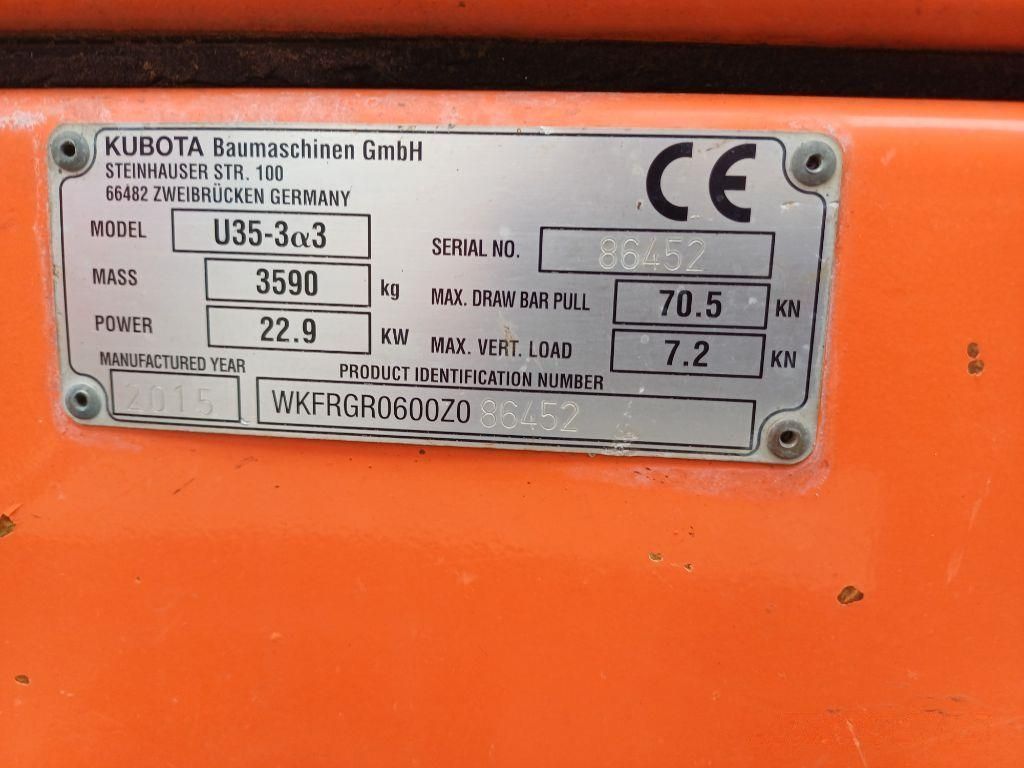 KUBOTA Baumaschinen GmbH
STEINHAUSER STR. 100
66482 ZWEIBRÜCKEN GERMANY
CE
MODEL U35-3α3
SERIAL NO. 86452
MASS 3590 kg
MAX. DRAW BAR PULL 70.5 KN
POWER 22.9 KW
MAX. VERT. LOAD 7.2 KN
MANUFACTURED YEAR 2015
PRODUCT IDENTIFICATION NUMBER
WKFRGR0600Z086452